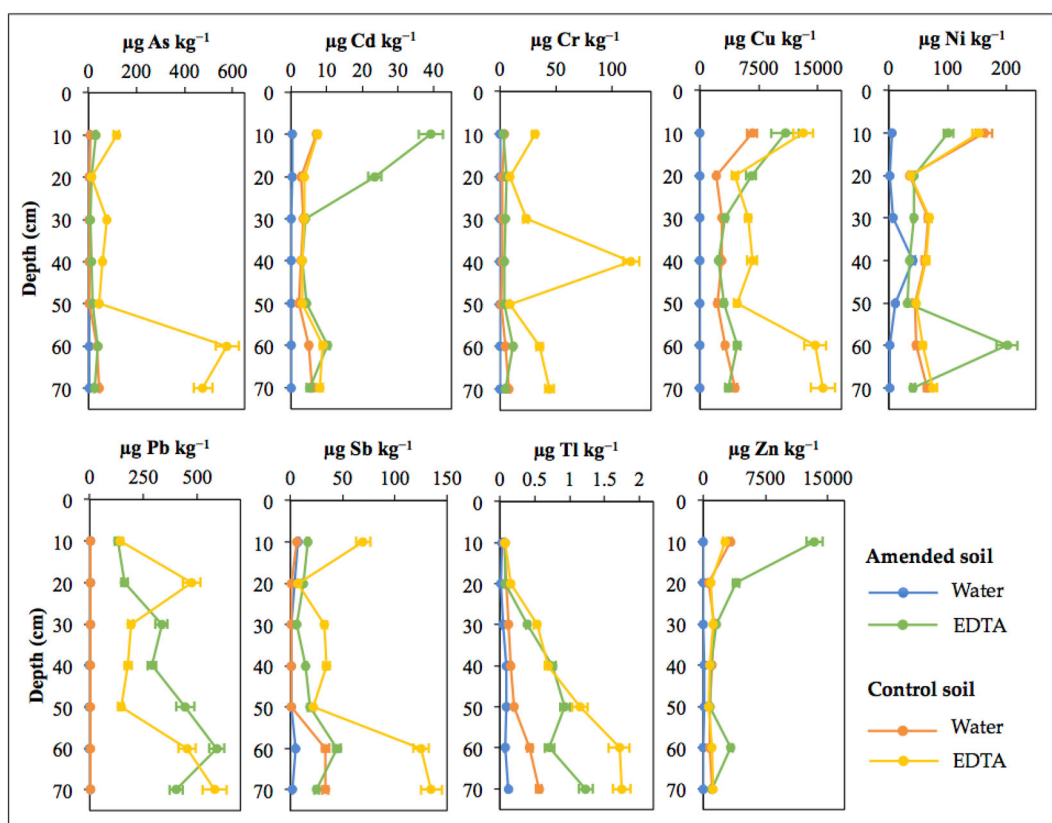 µg As kg⁻¹ µg Cd kg⁻¹ µg Cr kg⁻¹ µg Cu kg⁻¹ µg Ni kg⁻¹
0 200 400 600 0 10 20 30 40 0 50 100 0 7500 15000 0 100 200
0 0 0 0 0
10 10 10 10 10
20 20 20 20 20
30 30 30 30 30
40 40 40 40 40
50 50 50 50 50
60 60 60 60 60
70 70 70 70 70
Depth (cm)
µg Pb kg⁻¹ µg Sb kg⁻¹ µg Tl kg⁻¹ µg Zn kg⁻¹
0 250 500 0 50 100 150 0 0.5 1 1.5 2 0 7500 15000
0 0 0 0
10 10 10 10
20 20 20 20
30 30 30 30
40 40 40 40
50 50 50 50
60 60 60 60
70 70 70 70
Depth (cm)
Amended soil
Water
EDTA
Control soil
Water
EDTA